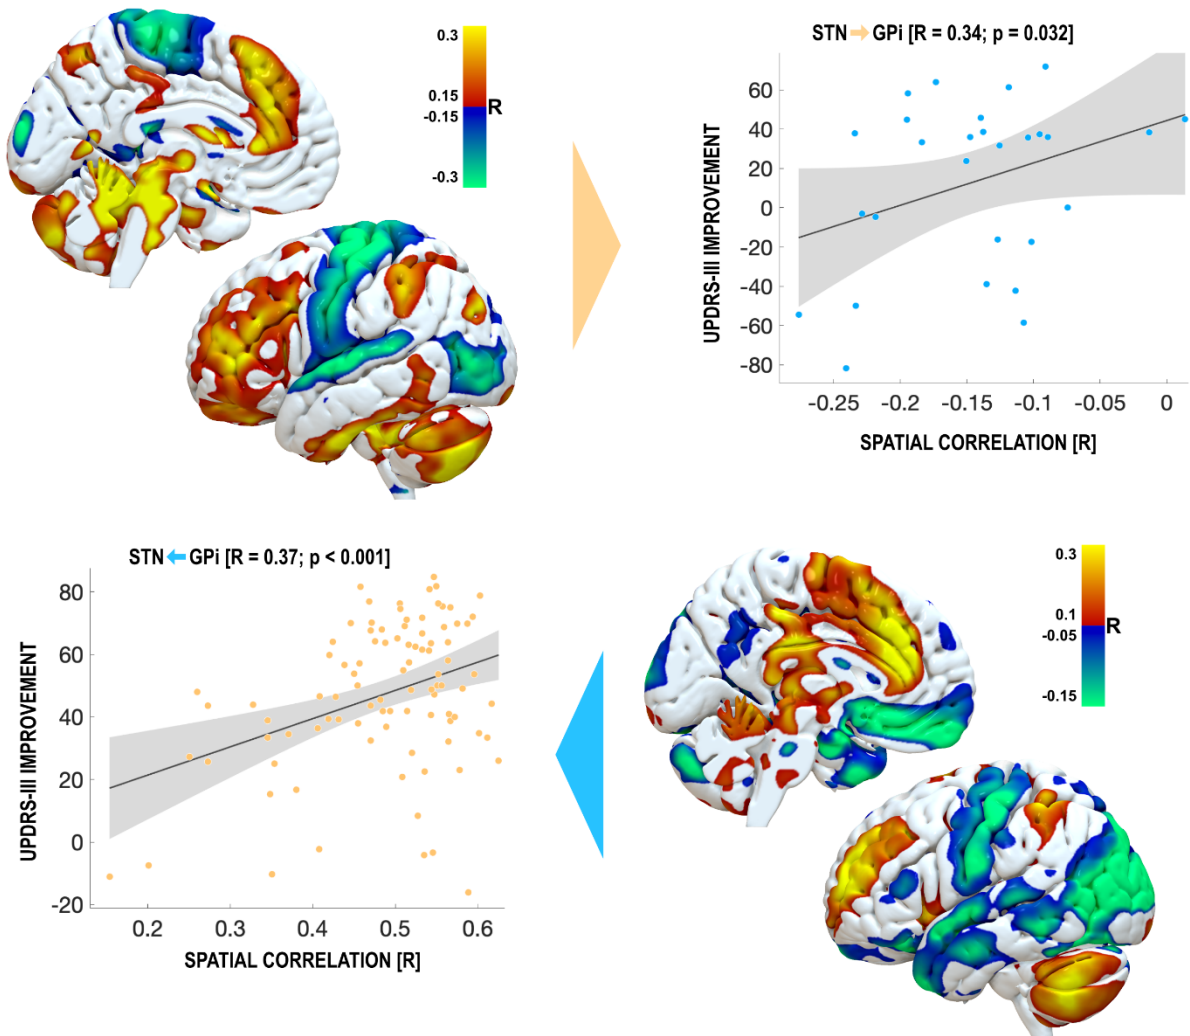 0.3
0.15
-0.15
R
-0.3
STN → GPi [R = 0.34; p = 0.032]
UPDRS-III IMPROVEMENT
60
40
20
0
-20
-40
-60
-80
-0.25 -0.2 -0.15 -0.1 -0.05 0
SPATIAL CORRELATION [R]
STN ← GPi [R = 0.37; p < 0.001]
UPDRS-III IMPROVEMENT
80
60
40
20
0
-20
0.2 0.3 0.4 0.5 0.6
SPATIAL CORRELATION [R]
0.3
0.1
-0.05
R
-0.15